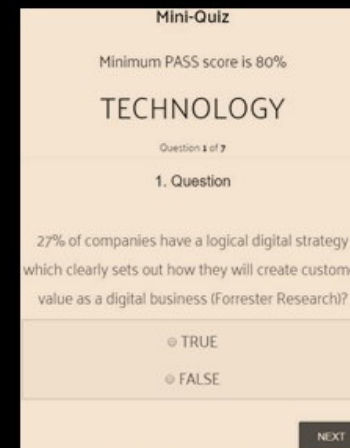 Mini-Quiz
Minimum PASS score is 80%
TECHNOLOGY
Question 1 of 7
1. Question
27% of companies have a logical digital strategy
which clearly sets out how they will create custome
value as a digital business (Forrester Research)?
TRUE
FALSE
NEXT